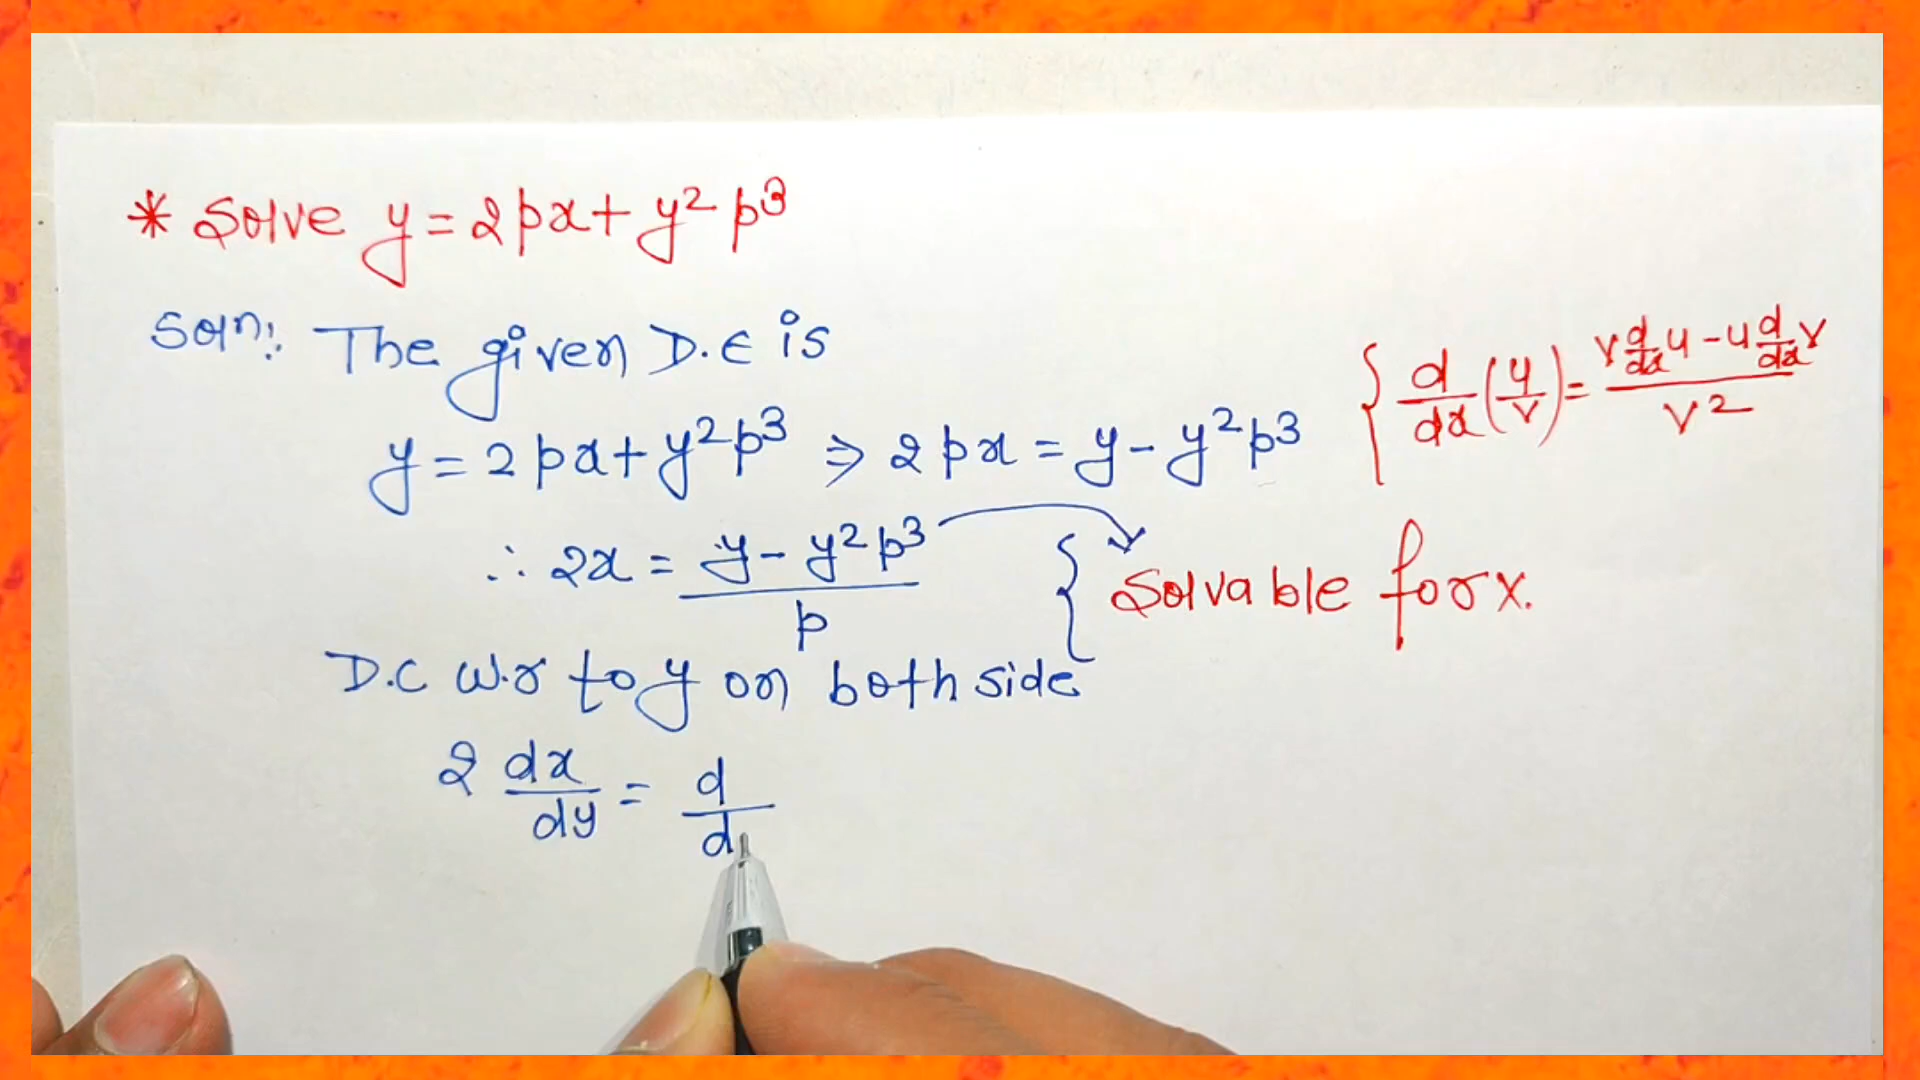 * Solve y = 2px + y²p³
Soln:. The given D.E is
y = 2px + y²p³ ⇒ 2px = y - y²p³
{ d/dx (u/v) = (v d/dx u - u d/dx v) / v²
∴ 2x = (y - y²p³) / p { Solvable for x.
D.C w.r to y on both side
2 dx/dy = d/d